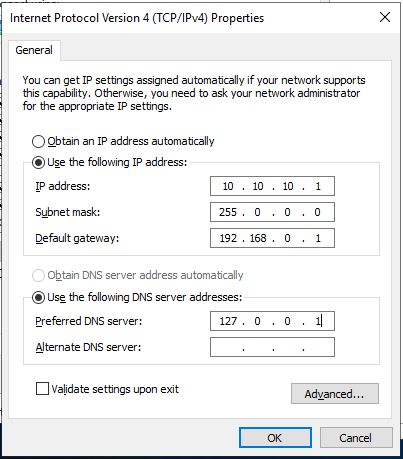 Internet Protocol Version 4 (TCP/IPv4) Properties
General
You can get IP settings assigned automatically if your network supports
this capability. Otherwise, you need to ask your network administrator
for the appropriate IP settings.
Obtain an IP address automatically
Use the following IP address:
IP address: 10 . 10 . 10 . 1
Subnet mask: 255 . 0 . 0 . 0
Default gateway: 192 . 168 . 0 . 1
Obtain DNS server address automatically
Use the following DNS server addresses:
Preferred DNS server: 127 . 0 . 0 . 1
Alternate DNS server: . . .
Validate settings upon exit
Advanced...
OK Cancel